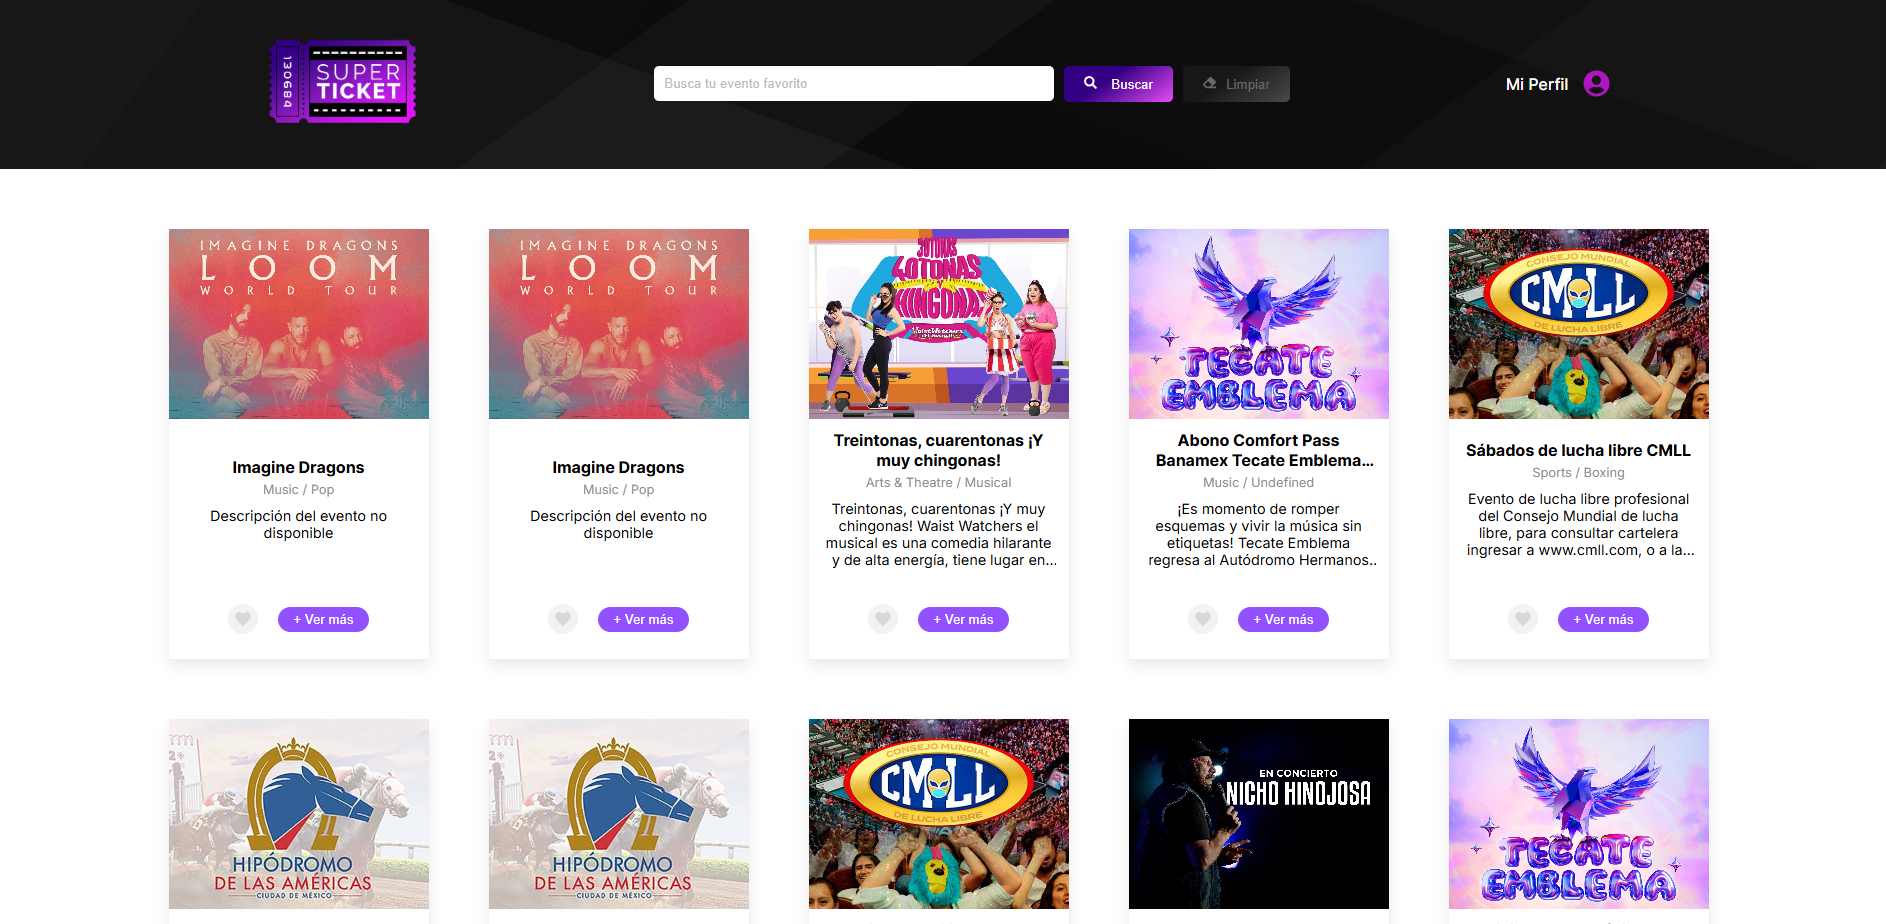 130684
SUPER
TICKET
Busca tu evento favorito
Buscar
Limpiar
Mi Perfil
IMAGINE DRAGONS
LOOM
WORLD TOUR
IMAGINE DRAGONS
LOOM
WORLD TOUR
30TONAS
40TONAS
Y
CONSEJO MUNDIAL
CMLL
DE LUCHA LIBRE
TECATE
EMBLEMA
Imagine Dragons
Music / Pop
Descripción del evento no
disponible
+ Ver más
Imagine Dragons
Music / Pop
Descripción del evento no
disponible
+ Ver más
Treintonas, cuarentonas ¡Y
muy chingonas!
Arts & Theatre / Musical
Treintonas, cuarentonas ¡Y muy
chingonas! Waist Watchers el
musical es una comedia hilarante
y de alta energía, tiene lugar en...
+ Ver más
Abono Comfort Pass
Banamex Tecate Emblema...
Music / Undefined
¡Es momento de romper
esquemas y vivir la música sin
etiquetas! Tecate Emblema
regresa al Autódromo Hermanos..
+ Ver más
Sábados de lucha libre CMLL
Sports / Boxing
Evento de lucha libre profesional
del Consejo Mundial de lucha
libre, para consultar cartelera
ingresar a www.cmll.com, o a la...
+ Ver más
HIPÓDROMO
DE LAS AMÉRICAS
CIUDAD DE MÉXICO
HIPÓDROMO
DE LAS AMÉRICAS
CIUDAD DE MÉXICO
CONSEJO MUNDIAL
CMLL
DE LUCHA LIBRE
EN CONCIERTO
NICHO HINOJOSA
TECATE
EMBLEMA